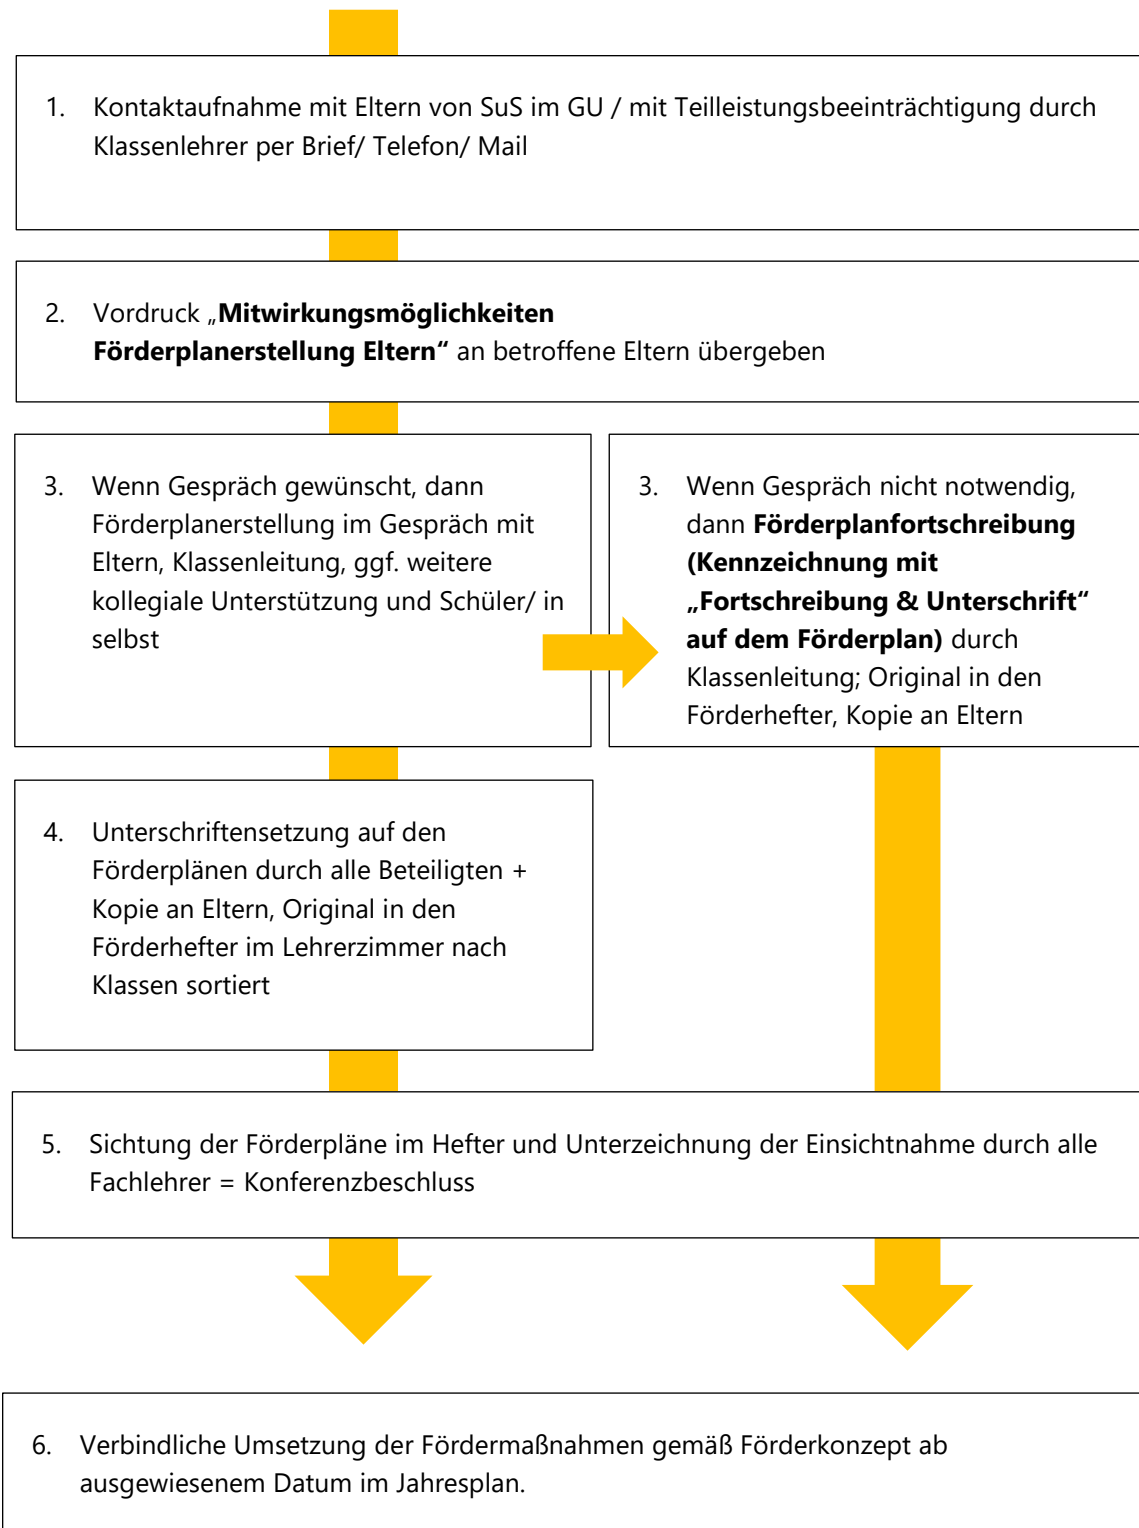 1. Kontaktaufnahme mit Eltern von SuS im GU / mit Teilleistungsbeeinträchtigung durch
Klassenlehrer per Brief/ Telefon/ Mail
2. Vordruck „Mitwirkungsmöglichkeiten
Förderplanerstellung Eltern“ an betroffene Eltern übergeben
3. Wenn Gespräch gewünscht, dann
Förderplanerstellung im Gespräch mit
Eltern, Klassenleitung, ggf. weitere
kollegiale Unterstützung und Schüler/ in
selbst
3. Wenn Gespräch nicht notwendig,
dann Förderplanfortschreibung
(Kennzeichnung mit
„Fortschreibung & Unterschrift“
auf dem Förderplan) durch
Klassenleitung; Original in den
Förderhefter, Kopie an Eltern
4. Unterschriftensetzung auf den
Förderplänen durch alle Beteiligten +
Kopie an Eltern, Original in den
Förderhefter im Lehrerzimmer nach
Klassen sortiert
5. Sichtung der Förderpläne im Hefter und Unterzeichnung der Einsichtnahme durch alle
Fachlehrer = Konferenzbeschluss
6. Verbindliche Umsetzung der Fördermaßnahmen gemäß Förderkonzept ab
ausgewiesenem Datum im Jahresplan.